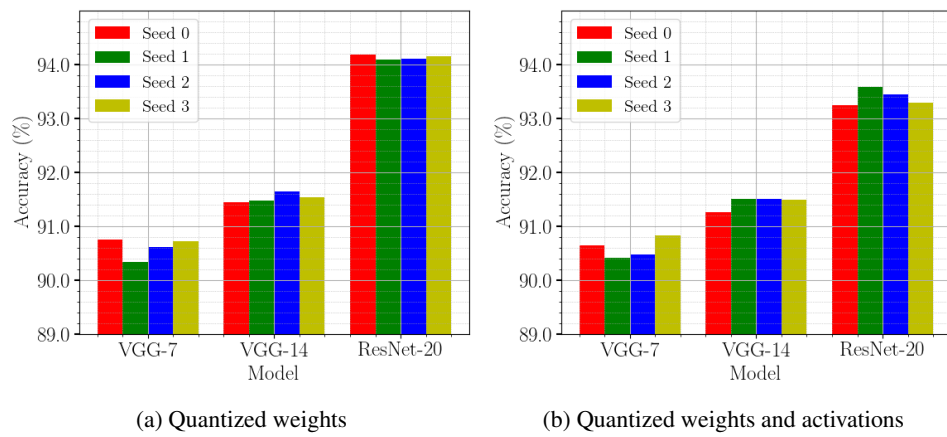 Seed 0
Seed 1
Seed 2
Seed 3
94.0
93.0
92.0
91.0
90.0
89.0
Accuracy (%)
VGG-7 VGG-14 ResNet-20
Model
(a) Quantized weights
Seed 0
Seed 1
Seed 2
Seed 3
94.0
93.0
92.0
91.0
90.0
89.0
Accuracy (%)
VGG-7 VGG-14 ResNet-20
Model
(b) Quantized weights and activations